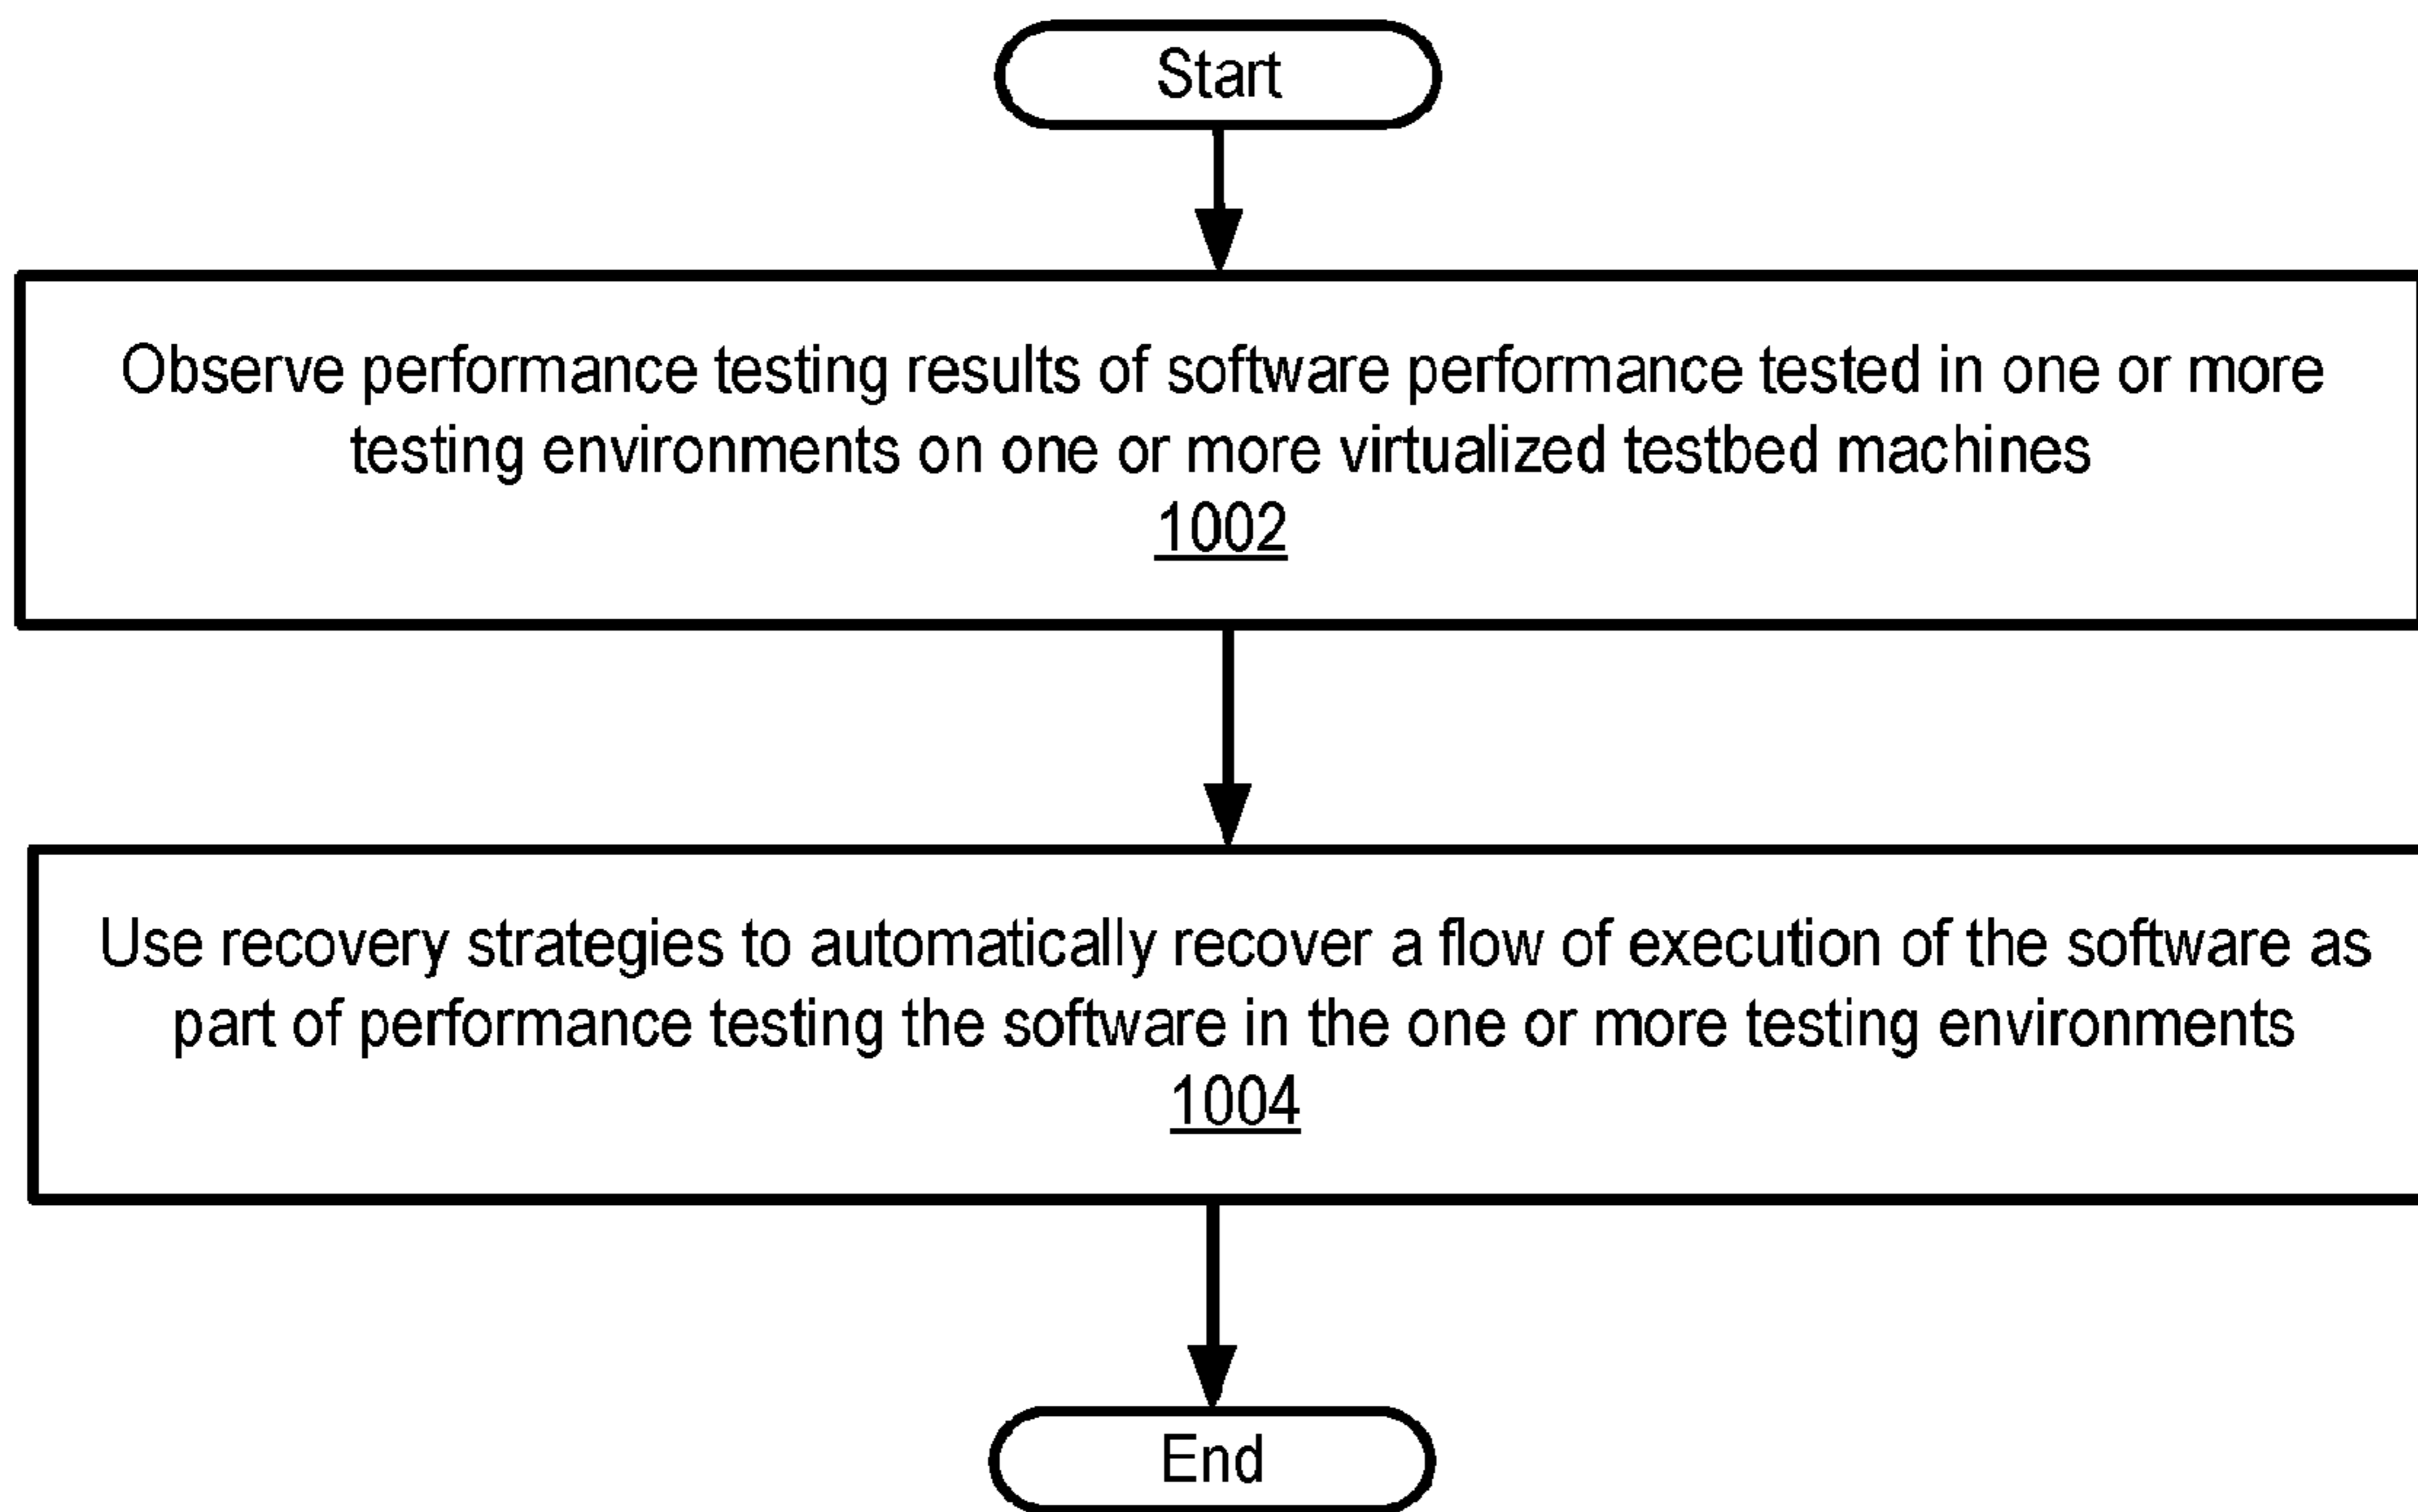 Start
Observe performance testing results of software performance tested in one or more
testing environments on one or more virtualized testbed machines
1002
Use recovery strategies to automatically recover a flow of execution of the software as
part of performance testing the software in the one or more testing environments
1004
End